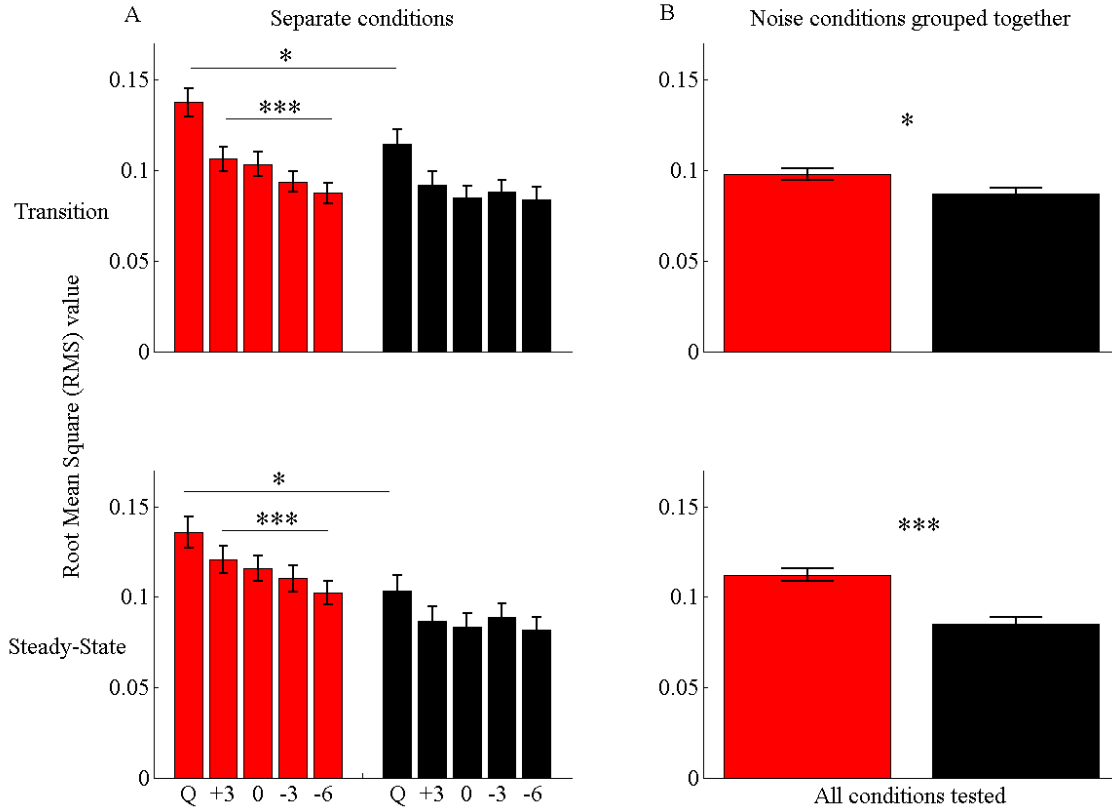 A
Separate conditions
B
Noise conditions grouped together
Transition
Root Mean Square (RMS) value
0.15
0.1
0.05
0
*
***
0.15
0.1
0.05
0
*
Steady-State
0.15
0.1
0.05
0
*
***
Q +3 0 -3 -6 Q +3 0 -3 -6
0.15
0.1
0.05
0
***
All conditions tested